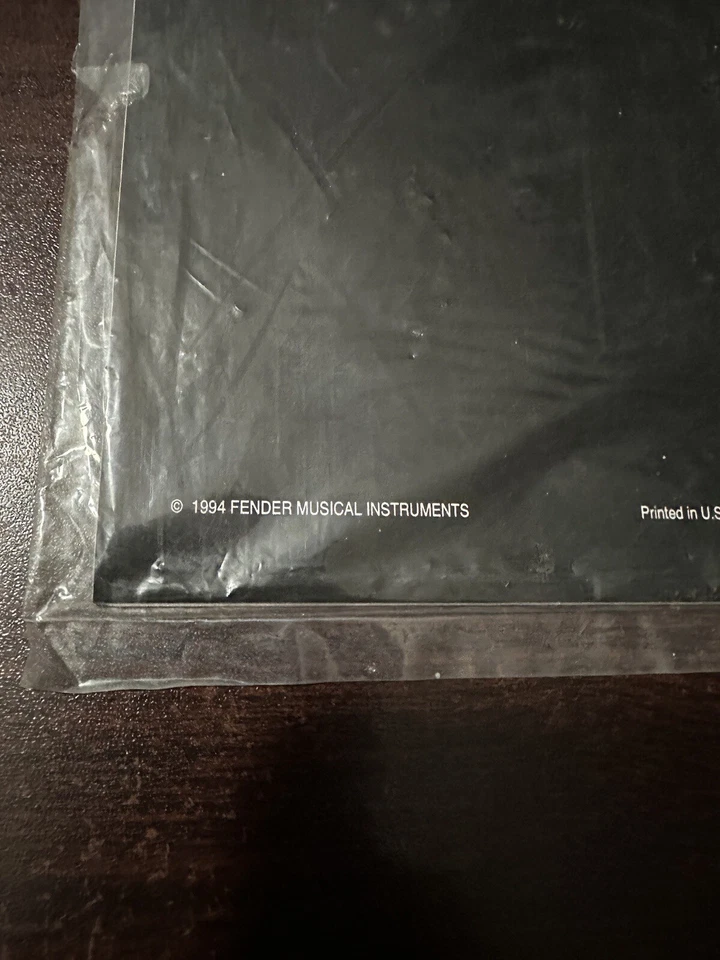 © 1994 FENDER MUSICAL INSTRUMENTS
Printed in U.S